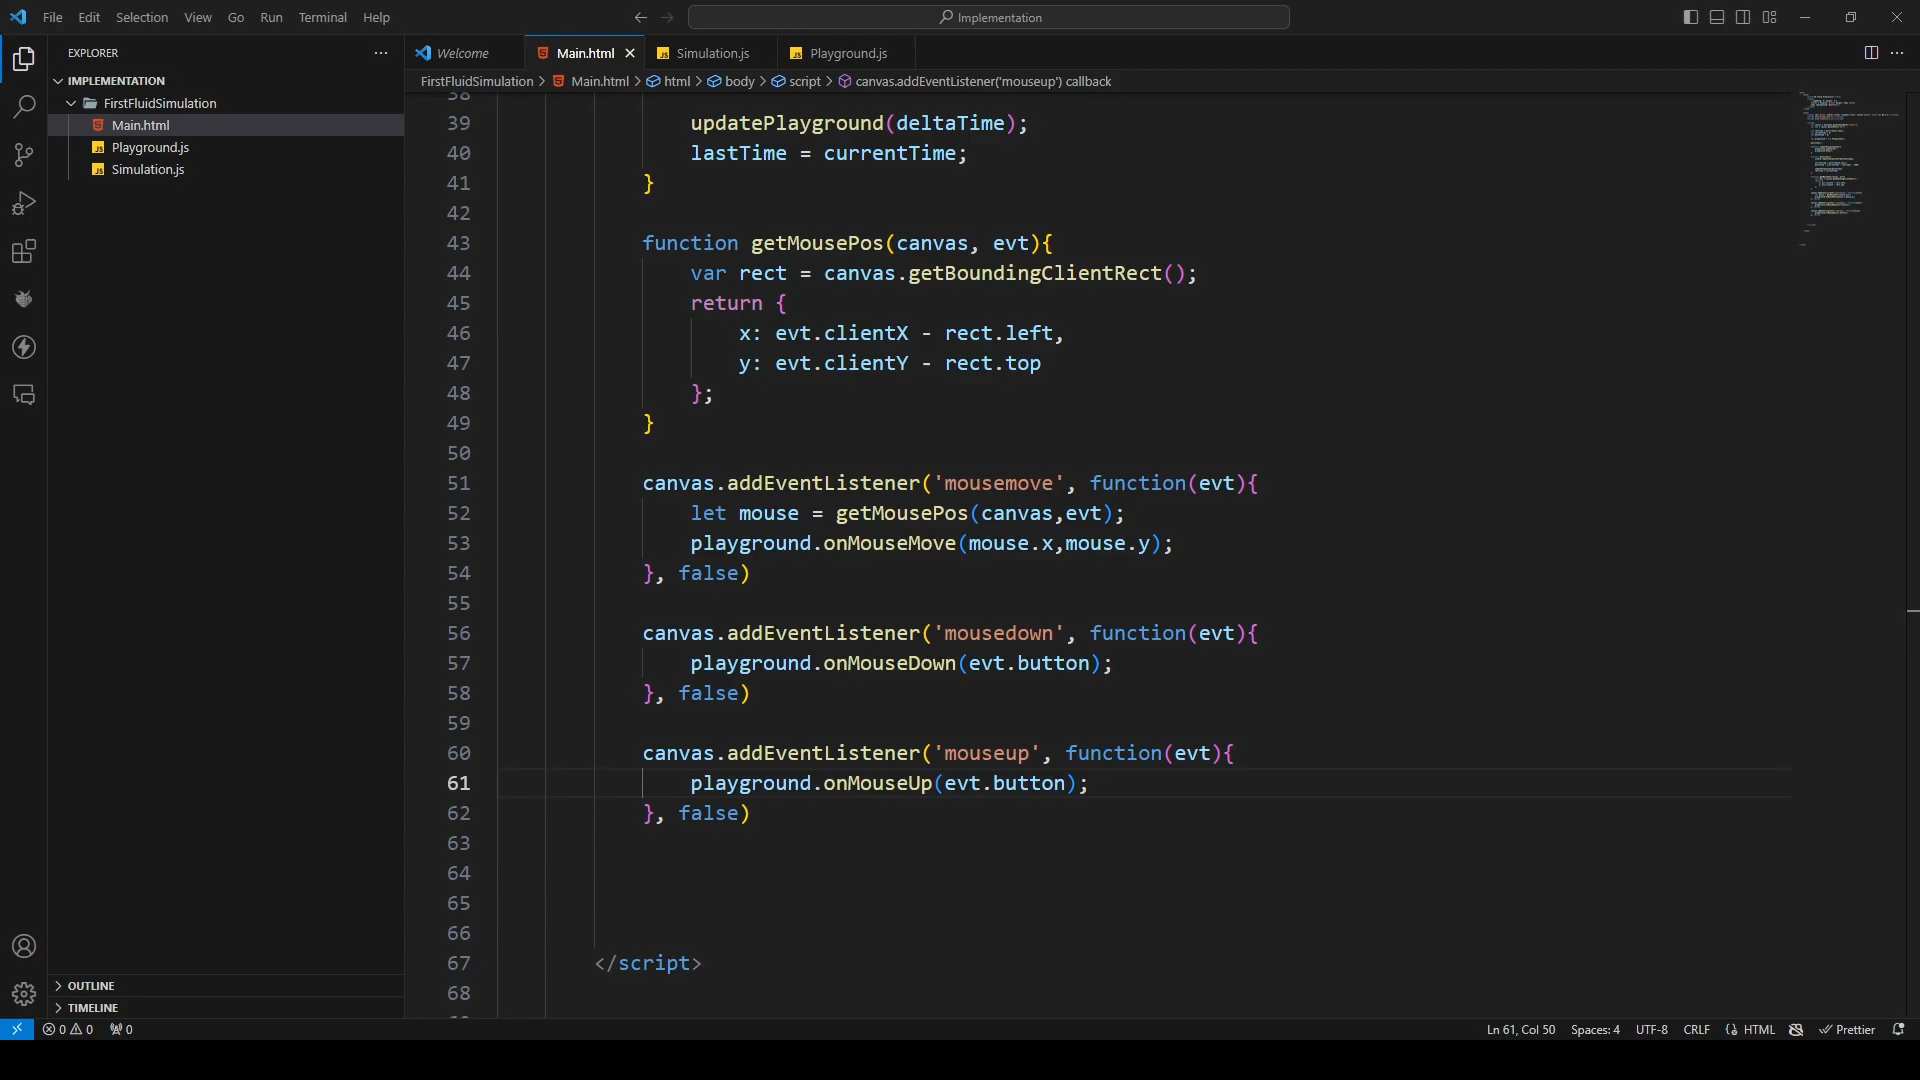 File Edit Selection View Go Run Terminal Help
Implementation
EXPLORER
IMPLEMENTATION
FirstFluidSimulation
Main.html
Playground.js
Simulation.js
OUTLINE
TIMELINE
Welcome Main.html Simulation.js Playground.js
FirstFluidSimulation > Main.html > html > body > script > canvas.addEventListener('mouseup') callback
38
39 updatePlayground(deltaTime);
40 lastTime = currentTime;
41 }
42
43 function getMousePos(canvas, evt){
44 var rect = canvas.getBoundingClientRect();
45 return {
46 x: evt.clientX - rect.left,
47 y: evt.clientY - rect.top
48 };
49 }
50
51 canvas.addEventListener('mousemove', function(evt){
52 let mouse = getMousePos(canvas,evt);
53 playground.onMouseMove(mouse.x,mouse.y);
54 }, false)
55
56 canvas.addEventListener('mousedown', function(evt){
57 playground.onMouseDown(evt.button);
58 }, false)
59
60 canvas.addEventListener('mouseup', function(evt){
61 playground.onMouseUp(evt.button);
62 }, false)
63
64
65
66
67 </script>
68
0 0 0 Ln 61, Col 50 Spaces: 4 UTF-8 CRLF HTML Prettier